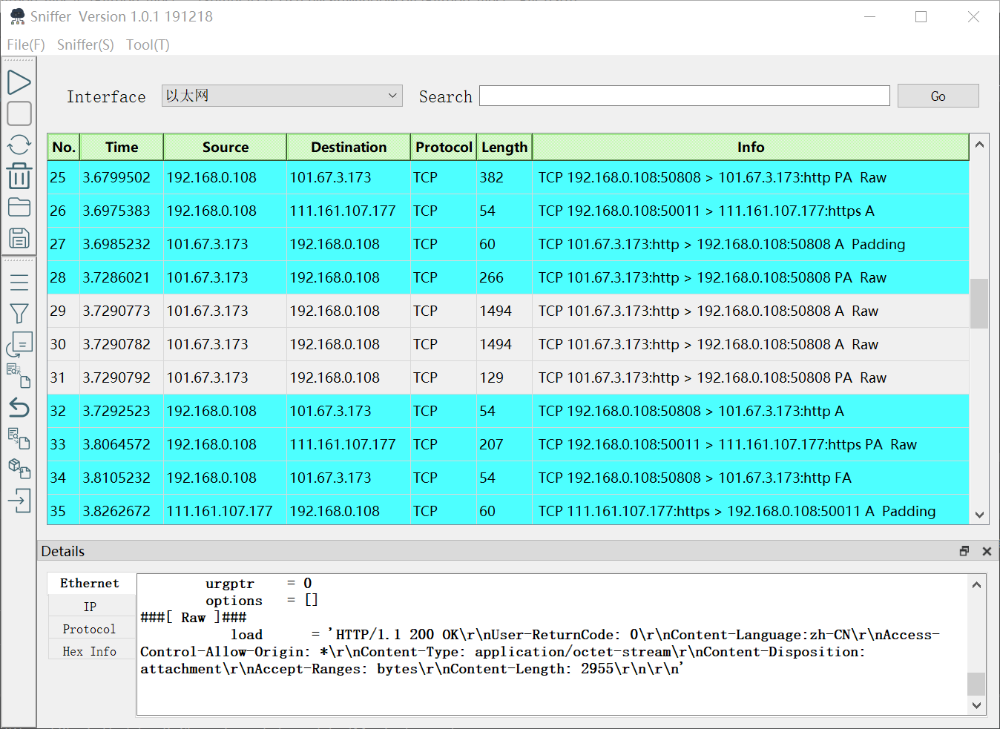 Sniffer  Version 1.0.1 191218
File(F)  Sniffer(S)  Tool(T)
Interface 以太网 Search Go
No. Time Source Destination Protocol Length Info
25 3.6799502 192.168.0.108 101.67.3.173 TCP 382 TCP 192.168.0.108:50808 > 101.67.3.173:http PA  Raw
26 3.6975383 192.168.0.108 111.161.107.177 TCP 54 TCP 192.168.0.108:50011 > 111.161.107.177:https A
27 3.6985232 101.67.3.173 192.168.0.108 TCP 60 TCP 101.67.3.173:http > 192.168.0.108:50808 A  Padding
28 3.7286021 101.67.3.173 192.168.0.108 TCP 266 TCP 101.67.3.173:http > 192.168.0.108:50808 PA  Raw
29 3.7290773 101.67.3.173 192.168.0.108 TCP 1494 TCP 101.67.3.173:http > 192.168.0.108:50808 A  Raw
30 3.7290782 101.67.3.173 192.168.0.108 TCP 1494 TCP 101.67.3.173:http > 192.168.0.108:50808 A  Raw
31 3.7290792 101.67.3.173 192.168.0.108 TCP 129 TCP 101.67.3.173:http > 192.168.0.108:50808 PA  Raw
32 3.7292523 192.168.0.108 101.67.3.173 TCP 54 TCP 192.168.0.108:50808 > 101.67.3.173:http A
33 3.8064572 192.168.0.108 111.161.107.177 TCP 207 TCP 192.168.0.108:50011 > 111.161.107.177:https PA  Raw
34 3.8105232 192.168.0.108 101.67.3.173 TCP 54 TCP 192.168.0.108:50808 > 101.67.3.173:http FA
35 3.8262672 111.161.107.177 192.168.0.108 TCP 60 TCP 111.161.107.177:https > 192.168.0.108:50011 A  Padding
Details
Ethernet
IP
Protocol
Hex Info
urgptr    = 0
options   = []
###[ Raw ]###
load      = 'HTTP/1.1 200 OK\r\nUser-ReturnCode: 0\r\nContent-Language:zh-CN\r\nAccess-
Control-Allow-Origin: *\r\nContent-Type: application/octet-stream\r\nContent-Disposition:
attachment\r\nAccept-Ranges: bytes\r\nContent-Length: 2955\r\n\r\n'